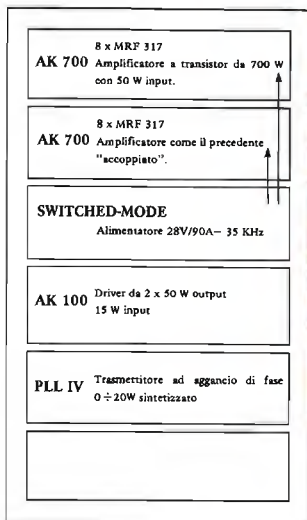 8 x MRF 317
AK 700 Amplificatore a transistor da 700 W
con 50 W input.
8 x MRF 317
AK 700 Amplificatore come il precedente
"accoppiato".
SWITCHED-MODE
Alimentatore 28V/90A– 35 KHz
AK 100 Driver da 2 x 50 W output
15 W input
PLL IV Trasmettitore ad aggancio di fase
0 ÷ 20W sintetizzato